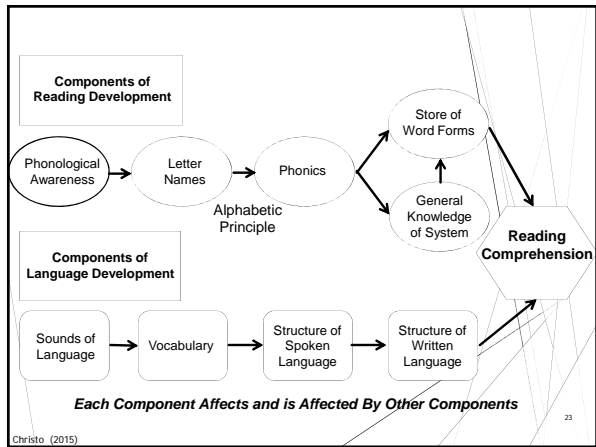 Components of
Reading Development
Phonological
Awareness
Letter
Names
Alphabetic
Principle
Phonics
Store of
Word Forms
General
Knowledge
of System
Reading
Comprehension
Components of
Language Development
Sounds of
Language
Vocabulary
Structure of
Spoken
Language
Structure of
Written
Language
Each Component Affects and is Affected By Other Components
23
Christo (2015)